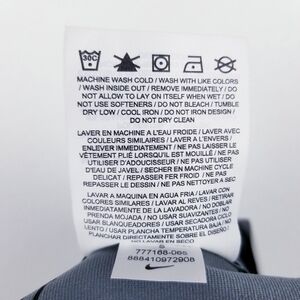 30C
MACHINE WASH COLD / WASH WITH LIKE COLORS
/ WASH INSIDE OUT / REMOVE IMMEDIATELY / DO
NOT ALLOW TO LAY ON ITSELF WHEN WET / DO
NOT USE SOFTENERS / DO NOT BLEACH / TUMBLE
DRY LOW / COOL IRON / DO NOT IRON DESIGN /
DO NOT DRY CLEAN
LAVER EN MACHINE A L'EAU FROIDE / LAVER AVEC
COULEURS SIMILAIRES / LAVER A L'ENVERS /
ENLEVER IMMÉDIATEMENT / NE PAS LAISSER LE
VÊTEMENT PLIÉ LORSQU'IL EST MOUILLÉ / NE PAS
UTILISER D'ADOUCISSEUR / NE PAS UTILISER
D'EAU DE JAVEL / SÉCHER EN MACHINE CYCLE
DELICAT / REPASSER FER FROID / NE PAS
REPASSER LE DESSIN / NE PAS NETTOYER A SEC
LAVAR A MAQUINA EN AGUA FRIA / LAVAR CON
COLORES SIMILARES / LAVAR AL REVES / RETIRAR
INMEDIATAMENTE DE LA LAVADORA / NO DOBLAR
PRENDA MOJADA / NO USAR SUAVIZANTES / NO
USAR BLANQUEADORES / USAR SECADORA CICLO
LENTO / PLANCHA TEMPERATURA BAJA / NO
PLANCHAR DIRECTAMENTE SOBRE EL DISEÑO /
NO LAVAR EN SECO
777168-065
888410972908